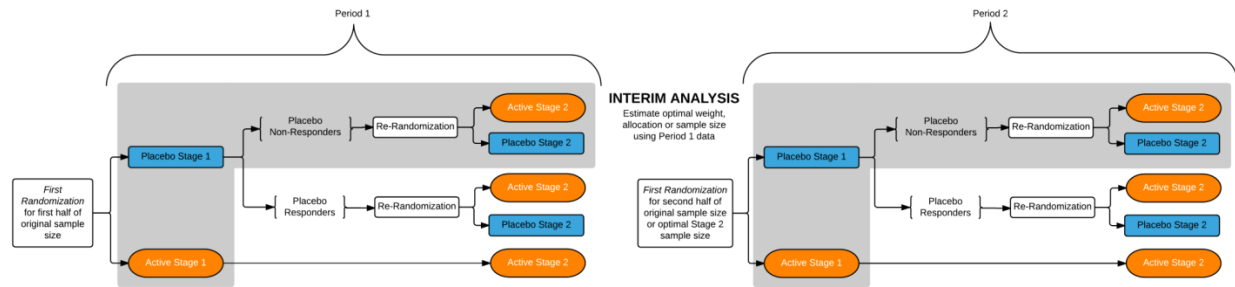 Period 1
Placebo
Non-Responders
Re-Randomization
Active Stage 2
Placebo Stage 2
Placebo Stage 1
First
Randomization
for first half of
original sample
size
Placebo
Responders
Re-Randomization
Active Stage 2
Placebo Stage 2
Active Stage 1
Active Stage 2
INTERIM ANALYSIS
Estimate optimal weight,
allocation or sample size
using Period 1 data
Period 2
Placebo
Non-Responders
Re-Randomization
Active Stage 2
Placebo Stage 2
Placebo Stage 1
First Randomization
for second half of
original sample size
or optimal Stage 2
sample size
Placebo
Responders
Re-Randomization
Active Stage 2
Placebo Stage 2
Active Stage 1
Active Stage 2